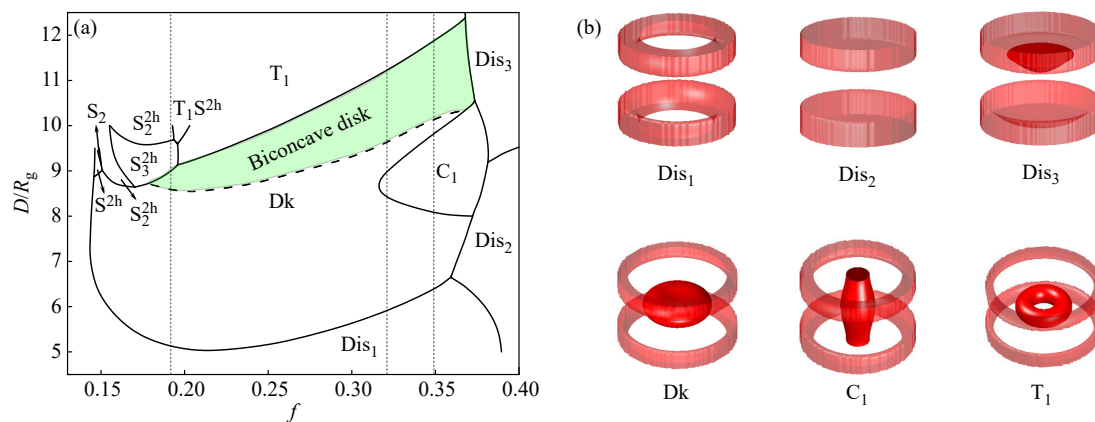 (a)
12
11
10
9
8
7
6
5
D/Rg
0.15
0.20
0.25
0.30
0.35
0.40
f
S₂
S₂²ʰ
T₁S²ʰ
T₁
Dis₃
S₃²ʰ
Biconcave disk
S²ʰ
S₂²ʰ
Dk
C₁
Dis₂
Dis₁
(b)
Dis₁ Dis₂ Dis₃
Dk C₁ T₁